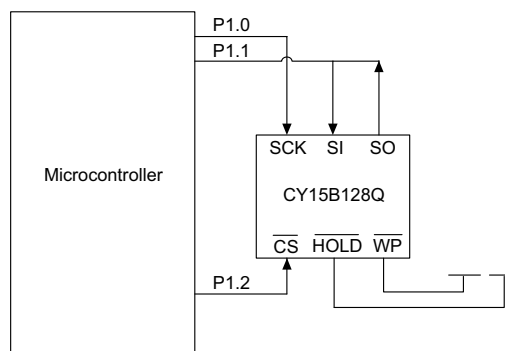 P1.0
P1.1
SCK SI SO
Microcontroller
CY15B128Q
CS HOLD WP
P1.2